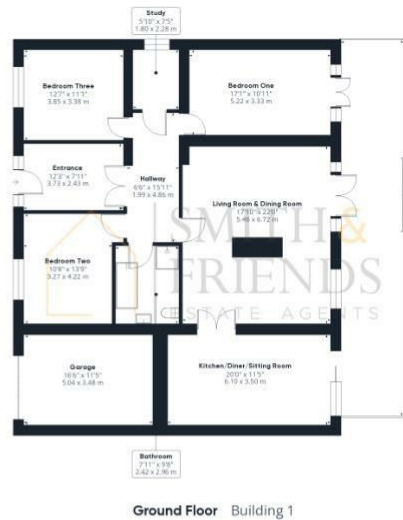 Study
5'10" x 7'5"
1.80 x 2.28 m
Bedroom Three
12'7" x 11'1"
3.85 x 3.38 m
Bedroom One
17'1" x 10'11"
5.22 x 3.33 m
Entrance
12'3" x 7'11"
3.73 x 2.43 m
Hallway
6'6" x 15'11"
1.99 x 4.86 m
Living Room & Dining Room
17'10" x 22'0"
5.46 x 6.72 m
SMITH &
FRIENDS
ESTATE AGENTS
Bedroom Two
10'8" x 13'9"
3.27 x 4.22 m
Garage
16'6" x 11'5"
5.04 x 3.48 m
Kitchen/Diner/Sitting Room
20'0" x 11'5"
6.10 x 3.50 m
Bathroom
7'11" x 9'8"
2.42 x 2.96 m
Ground Floor Building 1